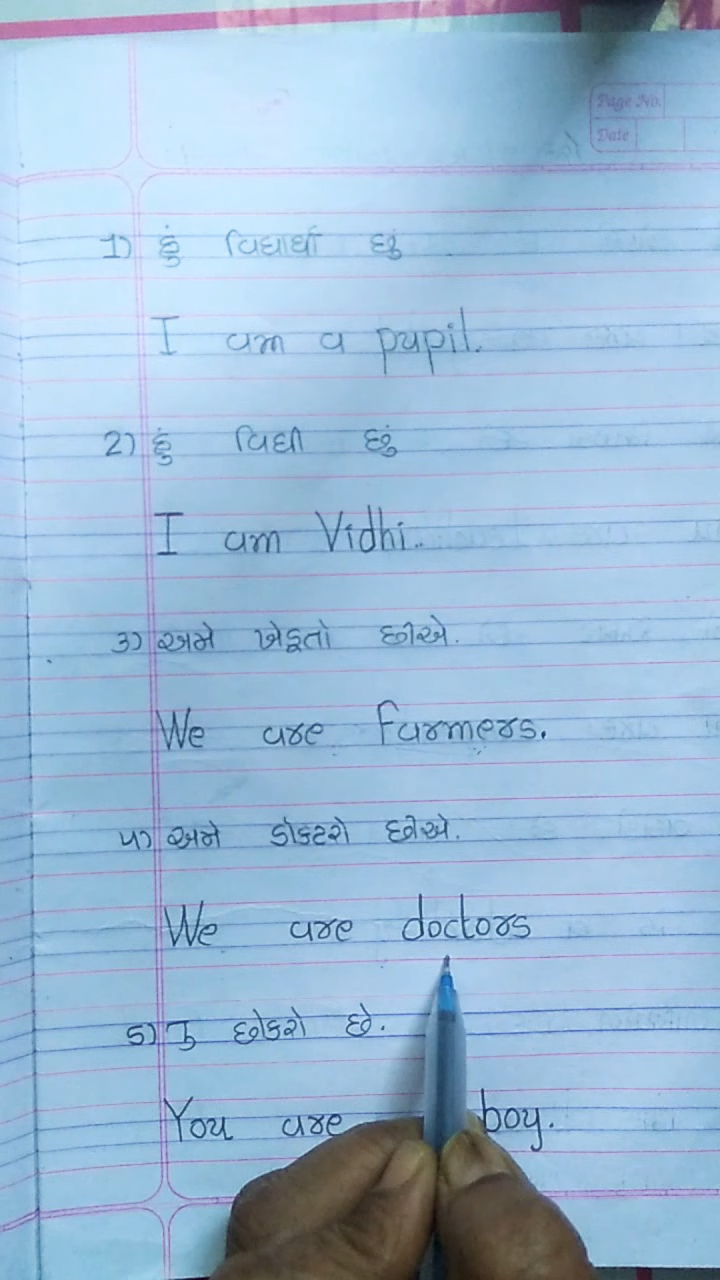 Page No.
Date
1) હું વિદ્યાર્થી છું
I am a pupil.
2) હું વિધી છું
I am Vidhi.
3) અમે ખેડૂતો છીએ.
We are farmers.
4) અમે ડોકટરો છીએ.
We are doctors
5) તુ છોકરો છે.
You are boy.